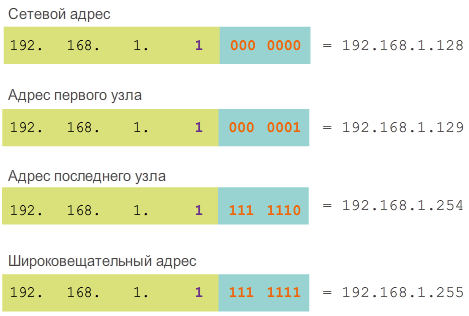 Сетевой адрес
192. 168. 1. 1 000 0000 = 192.168.1.128
Адрес первого узла
192. 168. 1. 1 000 0001 = 192.168.1.129
Адрес последнего узла
192. 168. 1. 1 111 1110 = 192.168.1.254
Широковещательный адрес
192. 168. 1. 1 111 1111 = 192.168.1.255